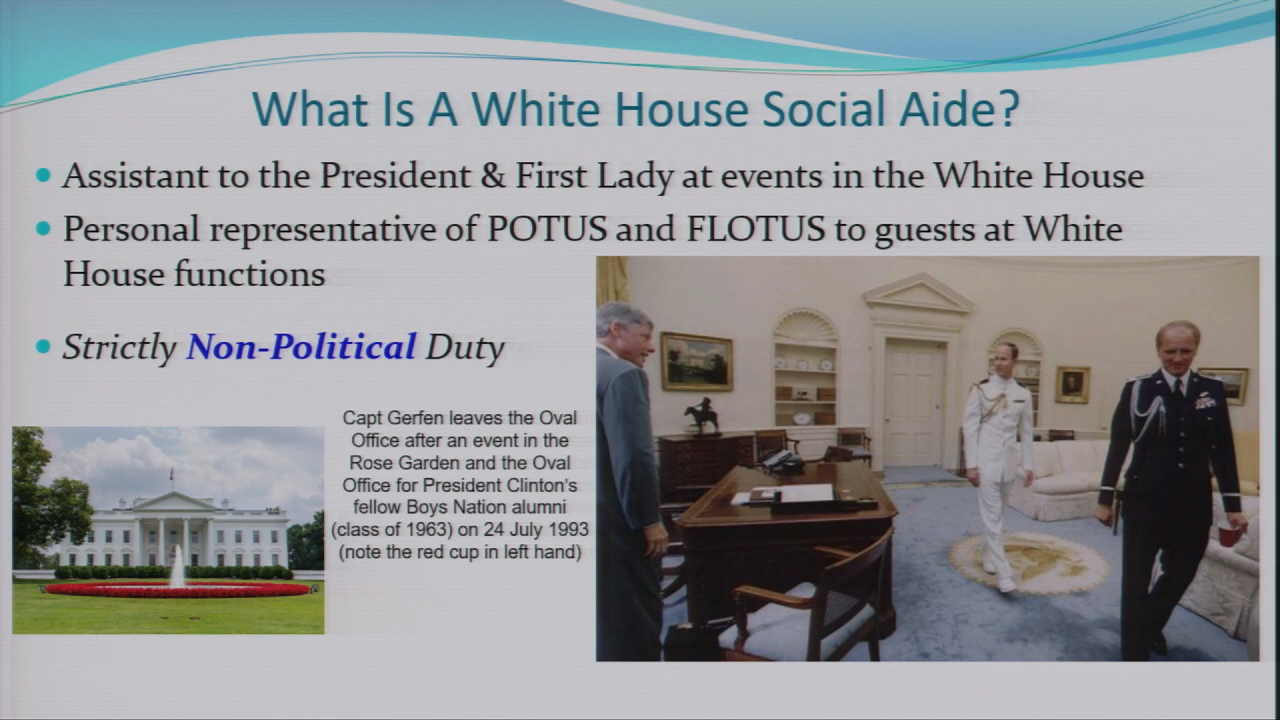 What Is A White House Social Aide?
Assistant to the President & First Lady at events in the White House
Personal representative of POTUS and FLOTUS to guests at White
House functions
Strictly Non-Political Duty
Capt Gerfen leaves the Oval
Office after an event in the
Rose Garden and the Oval
Office for President Clinton's
fellow Boys Nation alumni
(class of 1963) on 24 July 1993
(note the red cup in left hand)